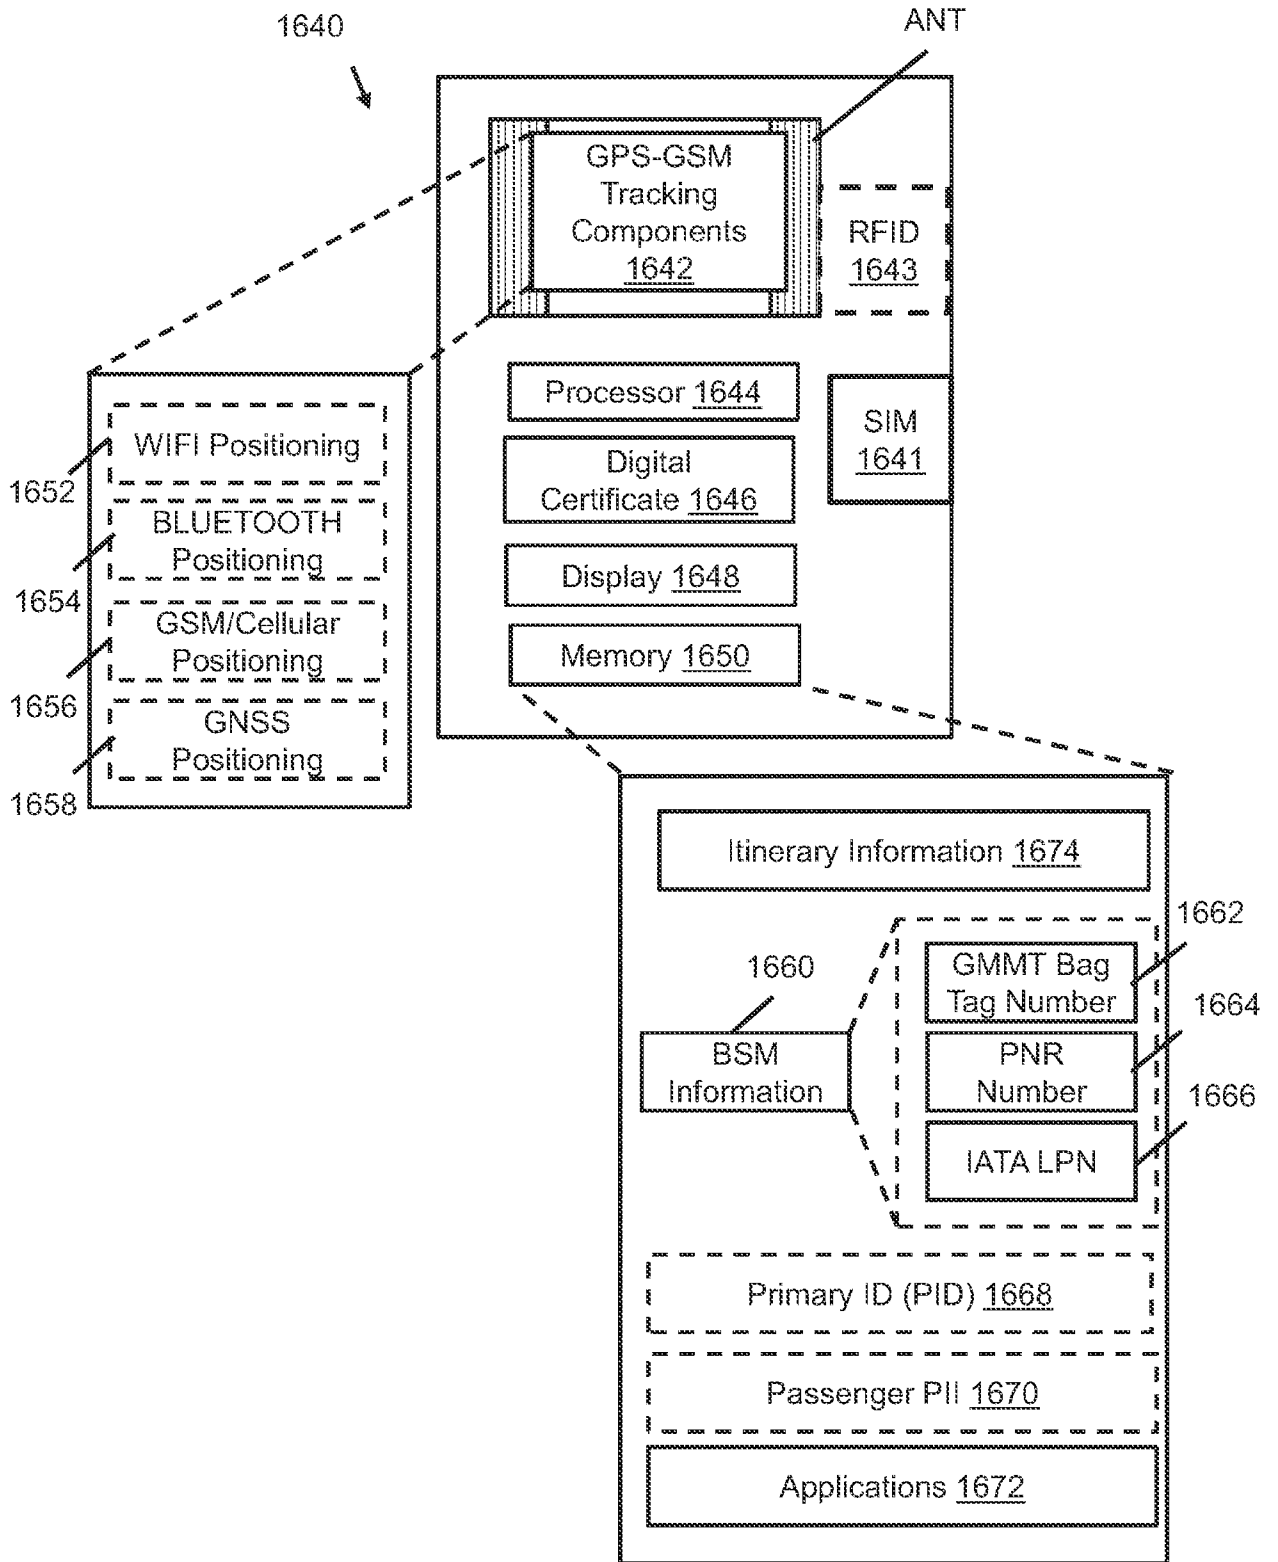 1640
ANT
GPS-GSM
Tracking
Components
1642
RFID
1643
Processor 1644
SIM
1641
Digital
Certificate 1646
Display 1648
Memory 1650
WIFI Positioning
1652
BLUETOOTH
Positioning
1654
GSM/Cellular
Positioning
1656
GNSS
Positioning
1658
Itinerary Information 1674
1662
GMMT Bag
Tag Number
1660
1664
BSM
Information
PNR
Number
1666
IATA LPN
Primary ID (PID) 1668
Passenger PII 1670
Applications 1672